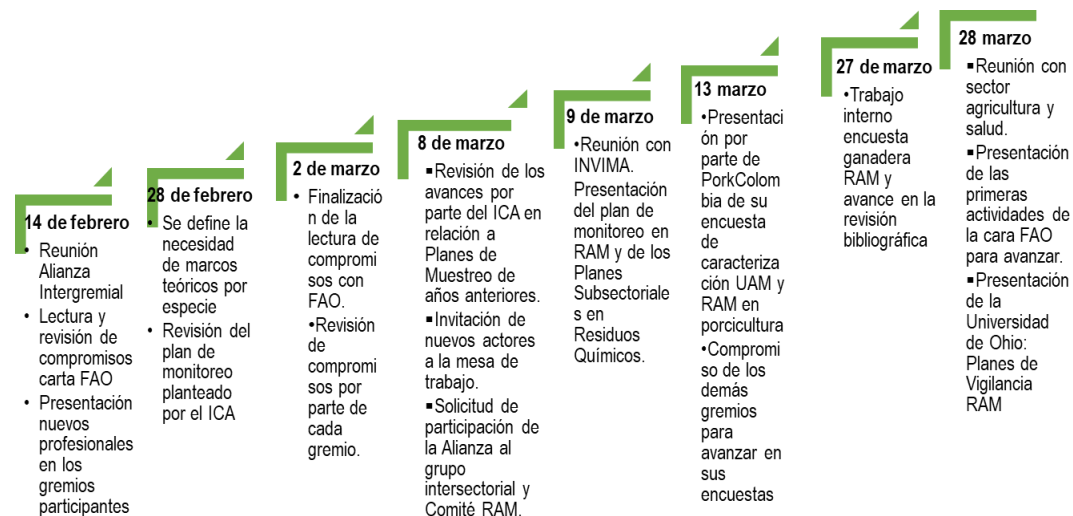 14 de febrero
• Reunión
Alianza
Intergremial
• Lectura y
revisión de
compromisos
carta FAO
• Presentación
nuevos
profesionales
en los
gremios
participantes
28 de febrero
• Se define la
necesidad
de marcos
teóricos por
especie
• Revisión del
plan de
monitoreo
planteado
por el ICA
2 de marzo
• Finalizació
n de la
lectura de
compromi
sos con
FAO.
•Revisión
de
compromi
sos por
parte de
cada
gremio.
8 de marzo
▪Revisión de los
avances por
parte del ICA en
relación a
Planes de
Muestreo de
años anteriores.
▪Invitación de
nuevos actores
a la mesa de
trabajo.
▪Solicitud de
participación de
la Alianza al
grupo
intersectorial y
Comité RAM.
9 de marzo
•Reunión con
INVIMA.
Presentación
del plan de
monitoreo en
RAM y de los
Planes
Subsectoriale
s en
Residuos
Químicos.
13 marzo
•Presentaci
ón por
parte de
PorkColom
bia de su
encuesta
de
caracteriza
ción UAM y
RAM en
porcicultura
•Compromi
so de los
demás
gremios
para
avanzar en
sus
encuestas
27 de marzo
•Trabajo
interno
encuesta
ganadera
RAM y
avance en la
revisión
bibliográfica
28 marzo
▪Reunión con
sector
agricultura y
salud.
▪Presentación
de las
primeras
actividades de
la cara FAO
para avanzar.
▪Presentación
de la
Universidad
de Ohio:
Planes de
Vigilancia
RAM